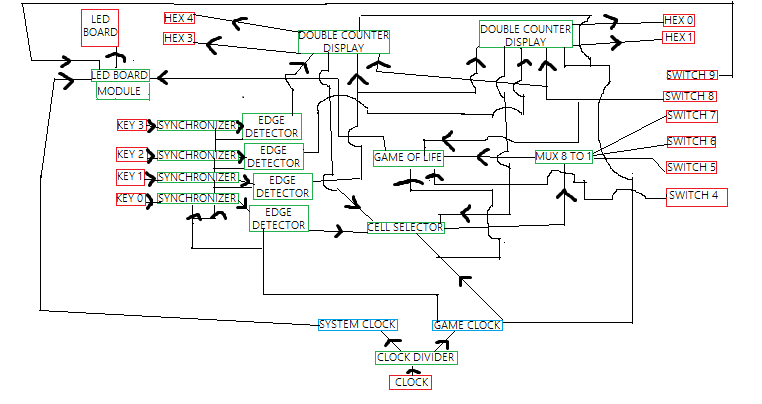 LED
BOARD
HEX 4
HEX 3
DOUBLE COUNTER
DISPLAY
DOUBLE COUNTER
DISPLAY
HEX 0
HEX 1
LED BOARD
MODULE
SWITCH 9
SWITCH 8
SWITCH 7
SWITCH 6
SWITCH 5
SWITCH 4
KEY 3
SYNCHRONIZER
EDGE
DETECTOR
KEY 2
SYNCHRONIZER
EDGE
DETECTOR
GAME OF LIFE
MUX 8 TO 1
KEY 1
SYNCHRONIZER
EDGE
DETECTOR
KEY 0
SYNCHRONIZER
EDGE
DETECTOR
CELL SELECTOR
SYSTEM CLOCK
GAME CLOCK
CLOCK DIVIDER
CLOCK